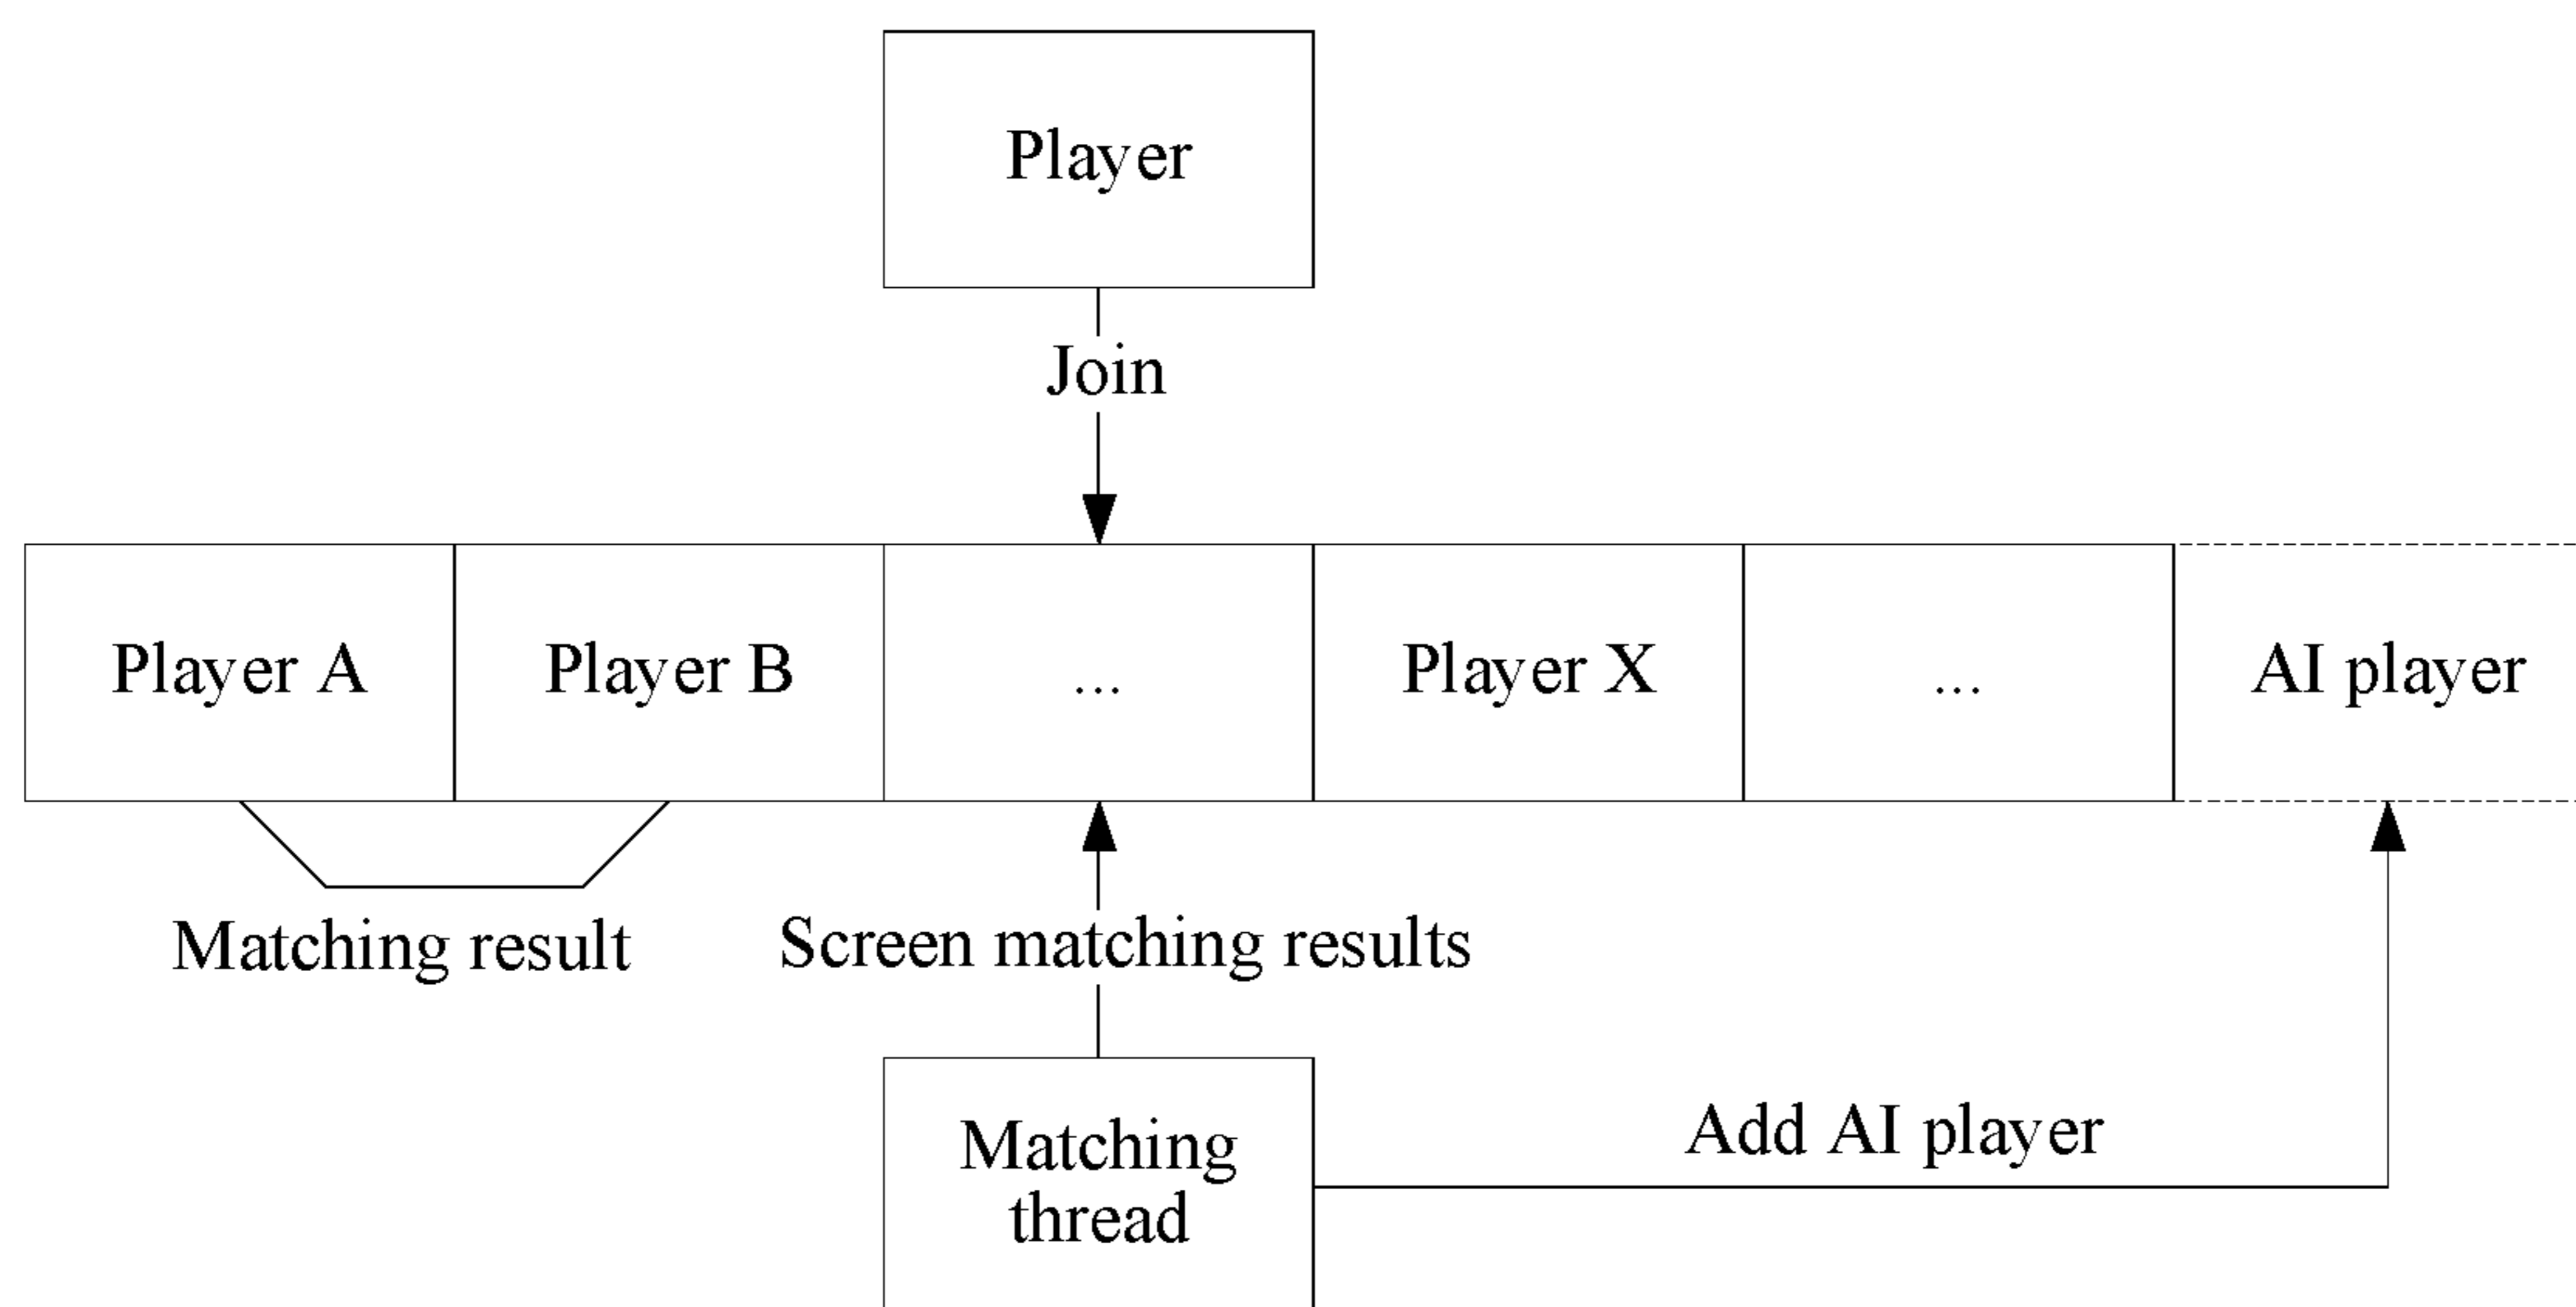 Player
Join
Player A
Player B
...
Player X
...
AI player
Matching result
Screen matching results
Matching
thread
Add AI player